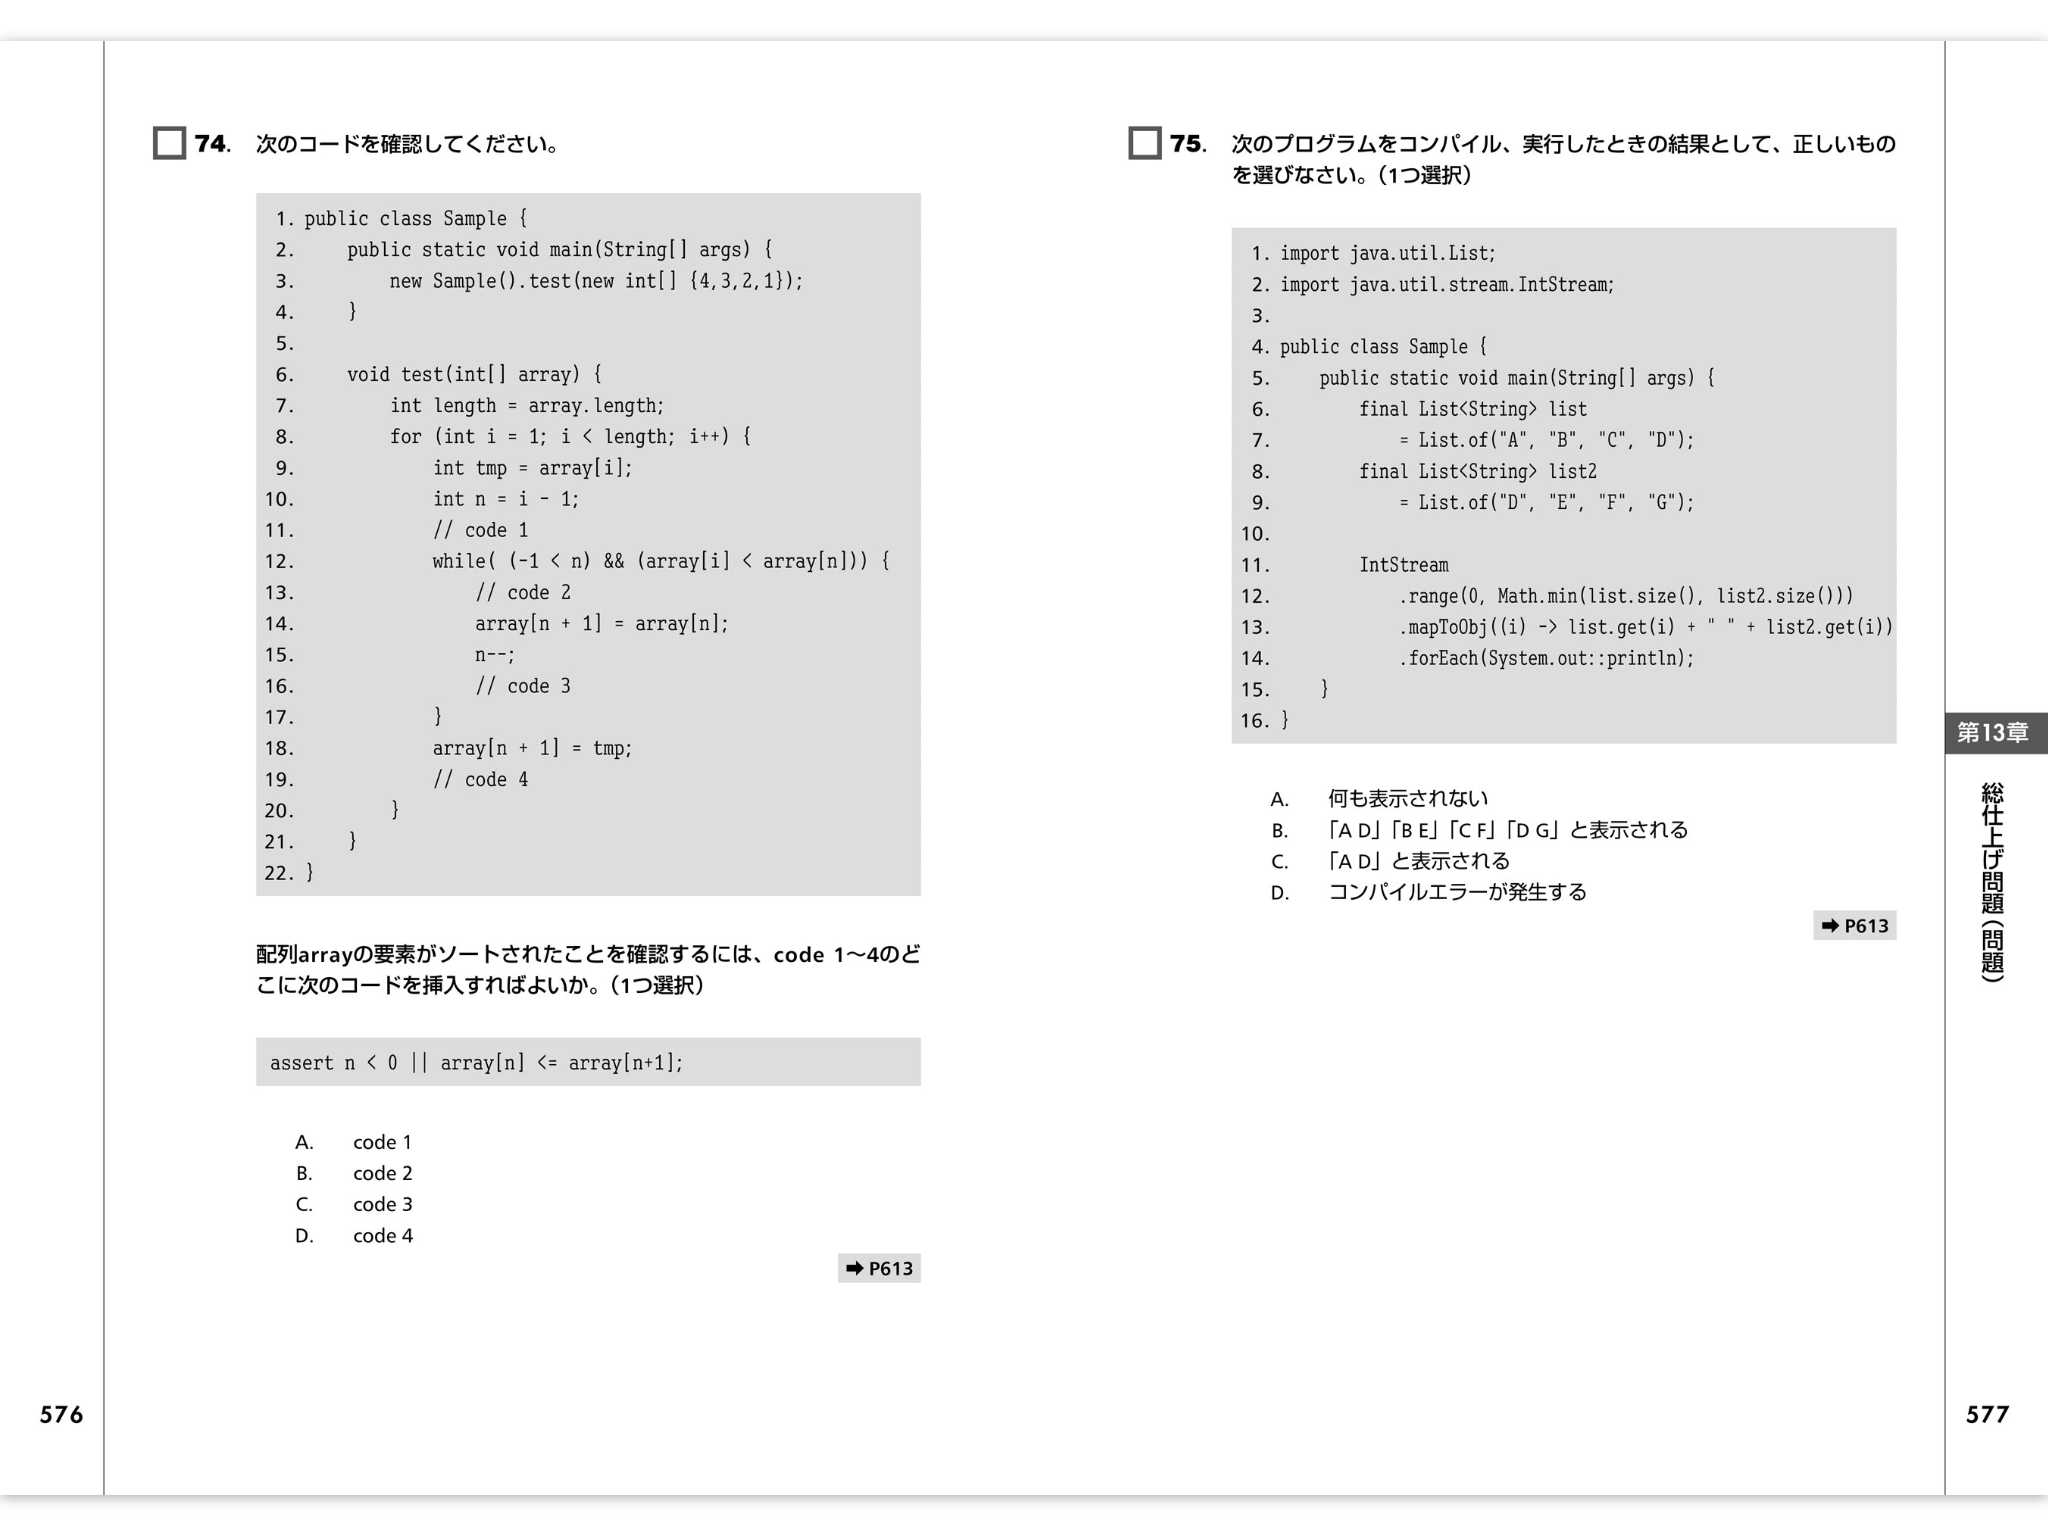 74. 次のコードを確認してください。
1. public class Sample {
2.     public static void main(String[] args) {
3.         new Sample().test(new int[] {4,3,2,1});
4.     }
5.
6.     void test(int[] array) {
7.         int length = array.length;
8.         for (int i = 1; i < length; i++) {
9.             int tmp = array[i];
10.             int n = i - 1;
11.             // code 1
12.             while( (-1 < n) && (array[i] < array[n])) {
13.                 // code 2
14.                 array[n + 1] = array[n];
15.                 n--;
16.                 // code 3
17.             }
18.             array[n + 1] = tmp;
19.             // code 4
20.         }
21.     }
22. }
配列arrayの要素がソートされたことを確認するには、code 1〜4のど
こに次のコードを挿入すればよいか。（1つ選択）
assert n < 0 || array[n] <= array[n+1];
A. code 1
B. code 2
C. code 3
D. code 4
➡ P613
576
75. 次のプログラムをコンパイル、実行したときの結果として、正しいもの
を選びなさい。（1つ選択）
1. import java.util.List;
2. import java.util.stream.IntStream;
3.
4. public class Sample {
5.     public static void main(String[] args) {
6.         final List<String> list
7.             = List.of("A", "B", "C", "D");
8.         final List<String> list2
9.             = List.of("D", "E", "F", "G");
10.
11.         IntStream
12.             .range(0, Math.min(list.size(), list2.size()))
13.             .mapToObj((i) -> list.get(i) + " " + list2.get(i))
14.             .forEach(System.out::println);
15.     }
16. }
A. 何も表示されない
B. 「A D」「B E」「C F」「D G」と表示される
C. 「A D」と表示される
D. コンパイルエラーが発生する
➡ P613
第13章
総仕上げ問題（問題）
577